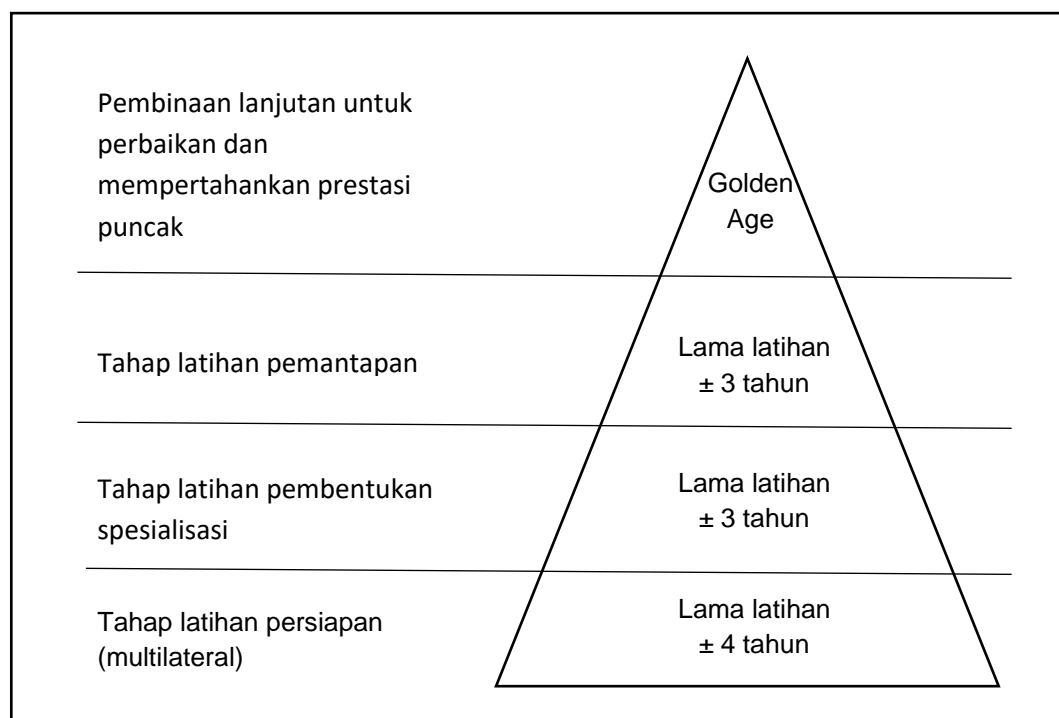 Pembinaan lanjutan untuk
perbaikan dan
mempertahankan prestasi
puncak
Golden
Age
Tahap latihan pemantapan
Lama latihan
± 3 tahun
Tahap latihan pembentukan
spesialisasi
Lama latihan
± 3 tahun
Tahap latihan persiapan
(multilateral)
Lama latihan
± 4 tahun